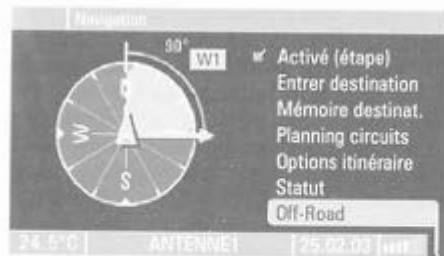 Navigation
90°
W1
Activé (étape)
Entrer destination
Mémoire destinat.
Planning circuits
Options itinéraire
Statut
Off-Road
W
S
24.5°C ANTENNE1 25.02.03